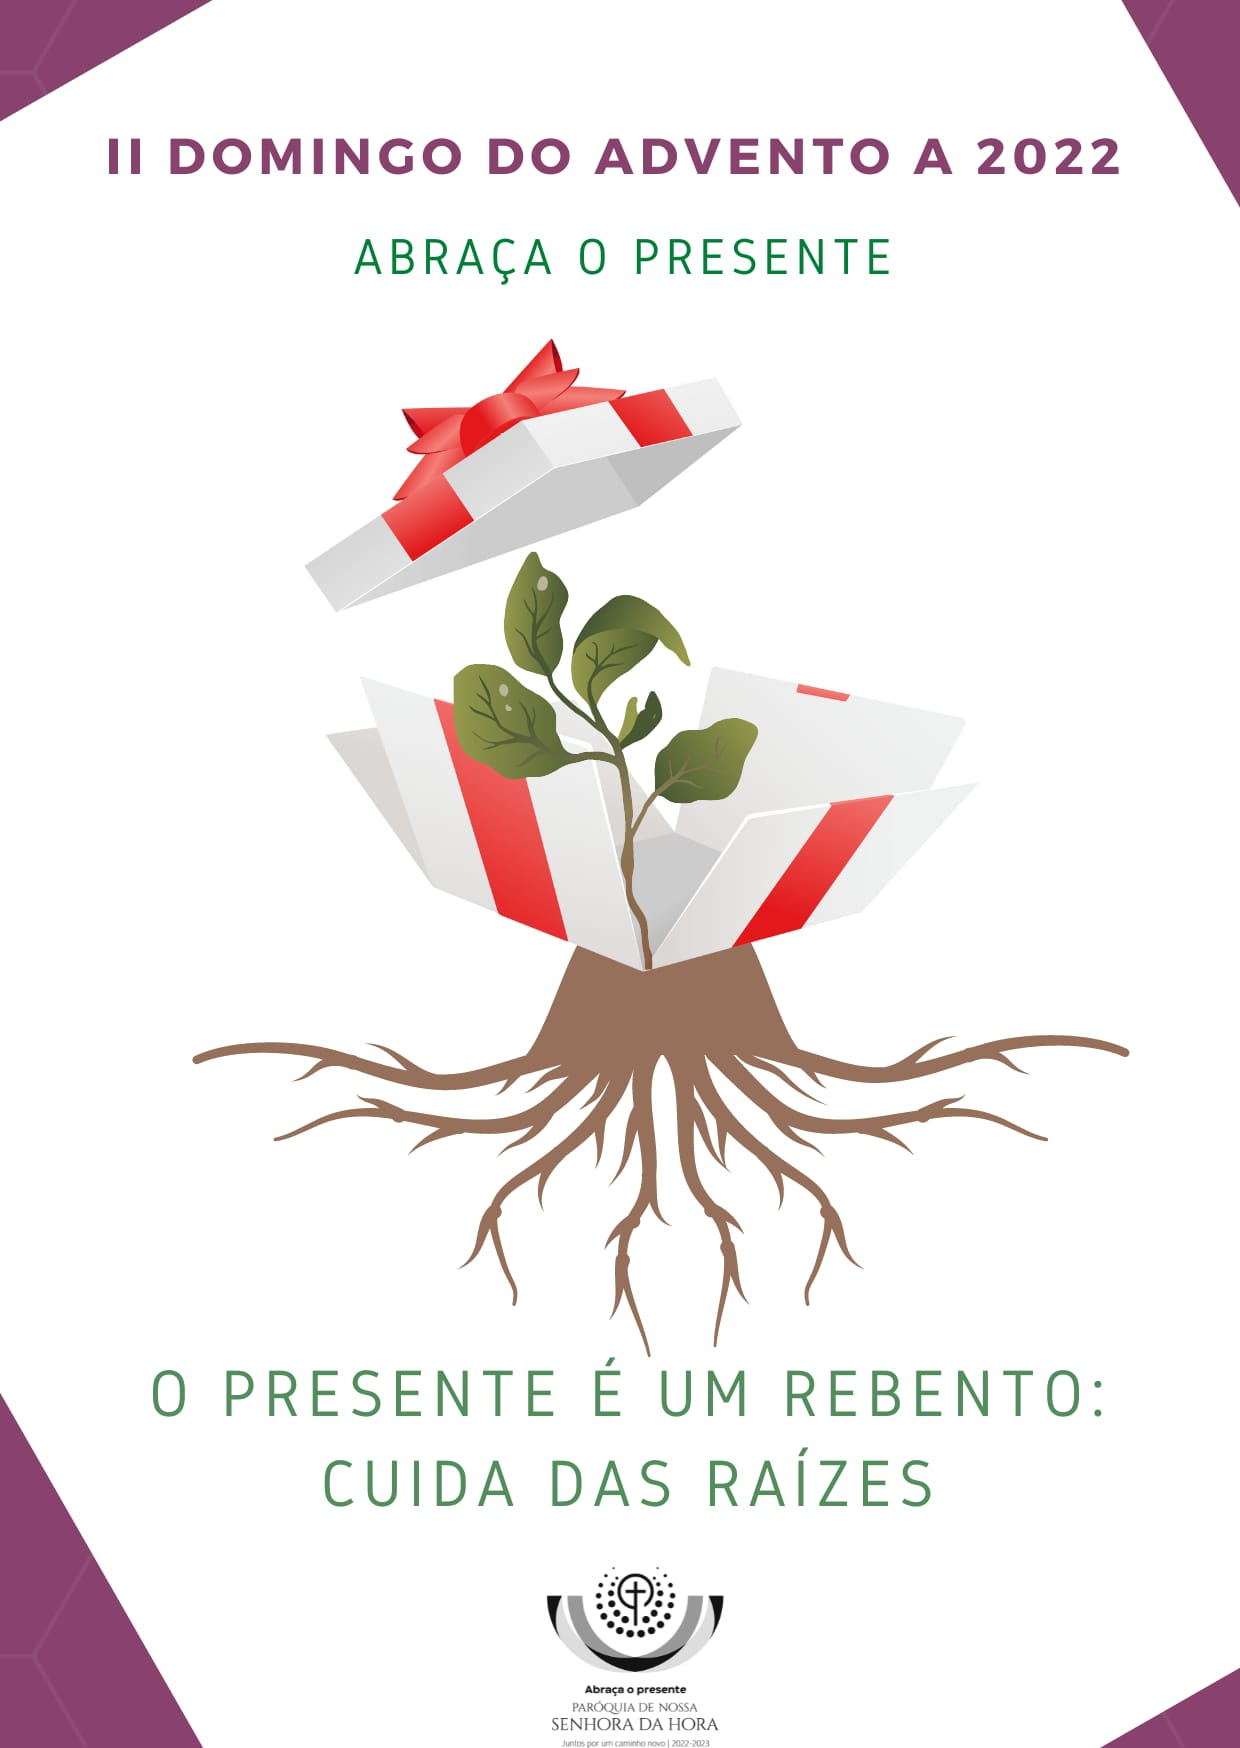 II DOMINGO DO ADVENTO A 2022
ABRAÇA O PRESENTE
O PRESENTE É UM REBENTO:
CUIDA DAS RAÍZES
Abraça o presente
PARÓQUIA DE NOSSA
SENHORA DA HORA
Juntos por um caminho novo | 2022-2023